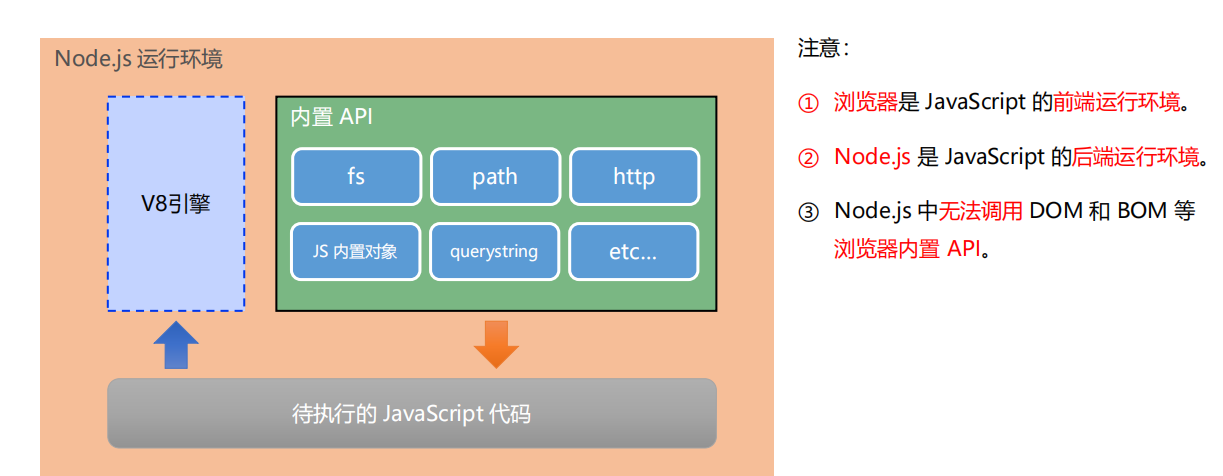 Node.js 运行环境
V8引擎
内置 API
fs
path
http
JS 内置对象
querystring
etc...
待执行的 JavaScript 代码
注意：
① 浏览器是 JavaScript 的前端运行环境。
② Node.js 是 JavaScript 的后端运行环境。
③ Node.js 中无法调用 DOM 和 BOM 等
浏览器内置 API。